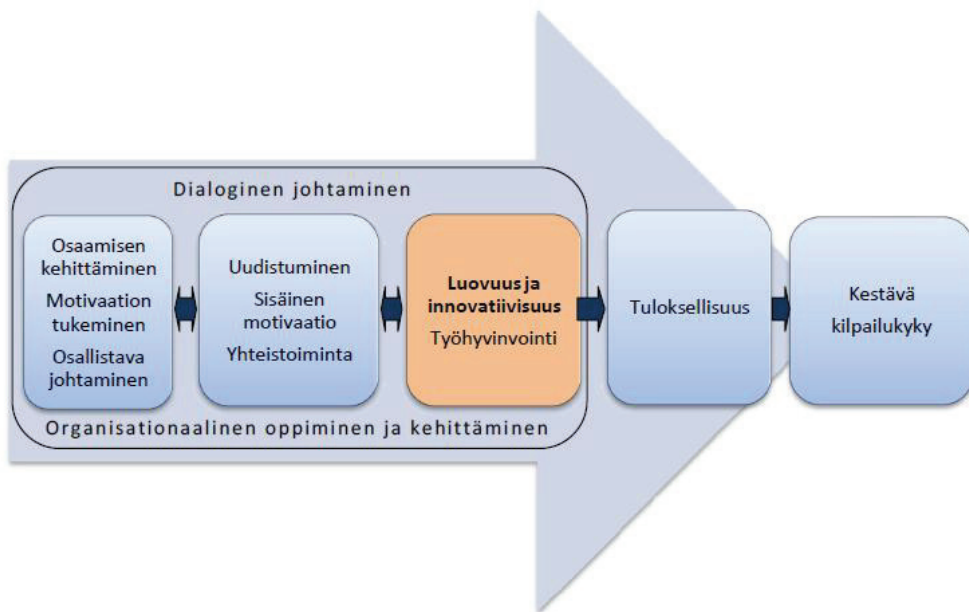 Dialoginen johtaminen
Osaamisen
kehittäminen
Motivaation
tukeminen
Osallistava
johtaminen
Uudistuminen
Sisäinen
motivaatio
Yhteistoiminta
Luovuus ja
innovatiivisuus
Työhyvinvointi
Tuloksellisuus
Kestävä
kilpailukyky
Organisationaalinen oppiminen ja kehittäminen